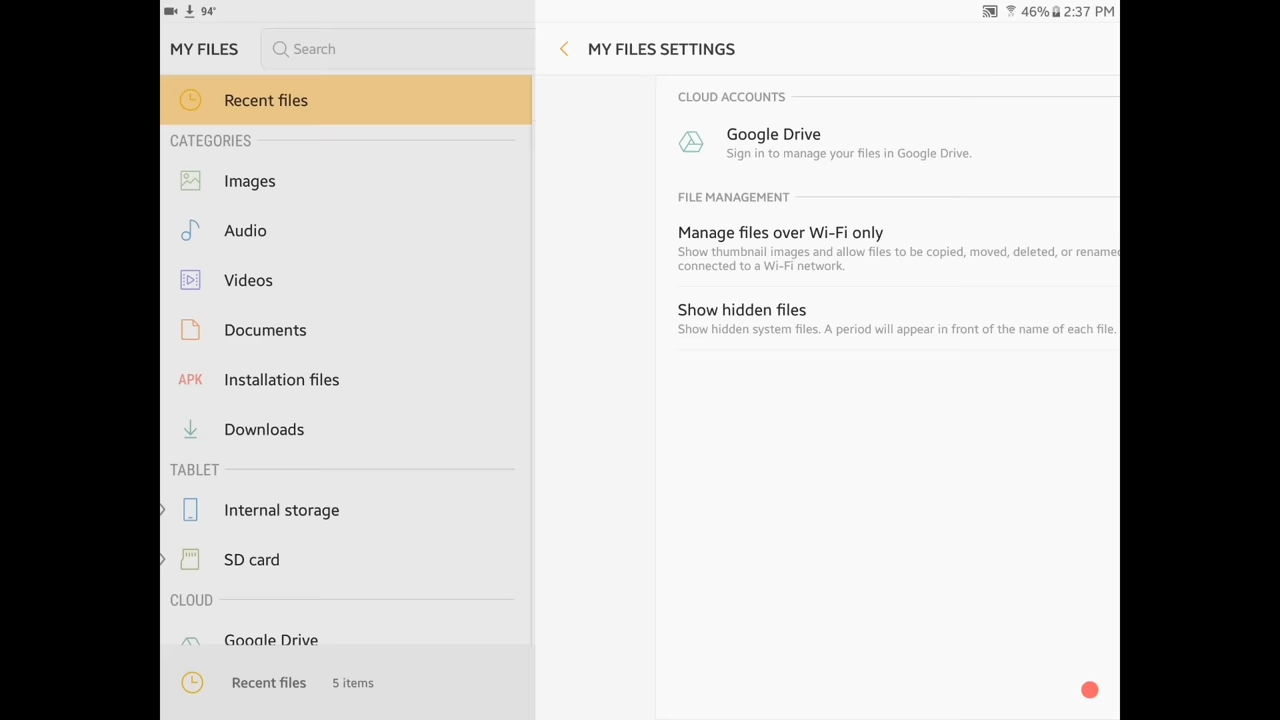 94°
46% 2:37 PM
MY FILES
Search
MY FILES SETTINGS
Recent files
CATEGORIES
Images
Audio
Videos
Documents
APK Installation files
Downloads
TABLET
Internal storage
SD card
CLOUD
Google Drive
Recent files 5 items
CLOUD ACCOUNTS
Google Drive
Sign in to manage your files in Google Drive.
FILE MANAGEMENT
Manage files over Wi-Fi only
Show thumbnail images and allow files to be copied, moved, deleted, or rename
connected to a Wi-Fi network.
Show hidden files
Show hidden system files. A period will appear in front of the name of each file.